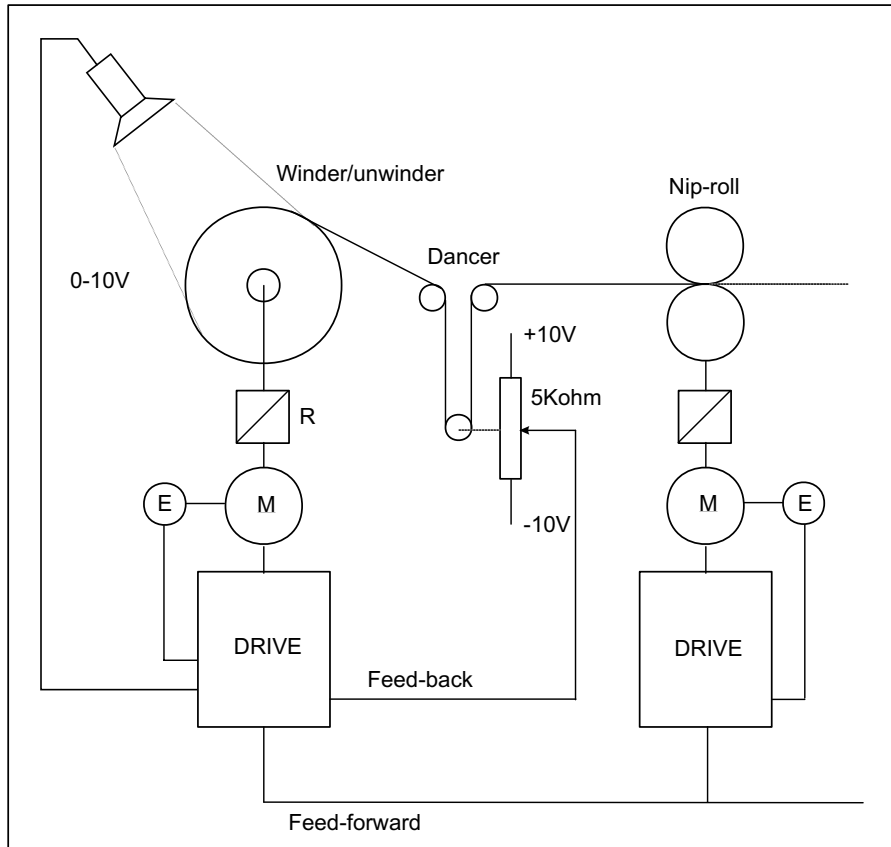 Winder/unwinder
Nip-roll
Dancer
0-10V
+10V
5Kohm
R
E
M
-10V
M
E
DRIVE
DRIVE
Feed-back
Feed-forward